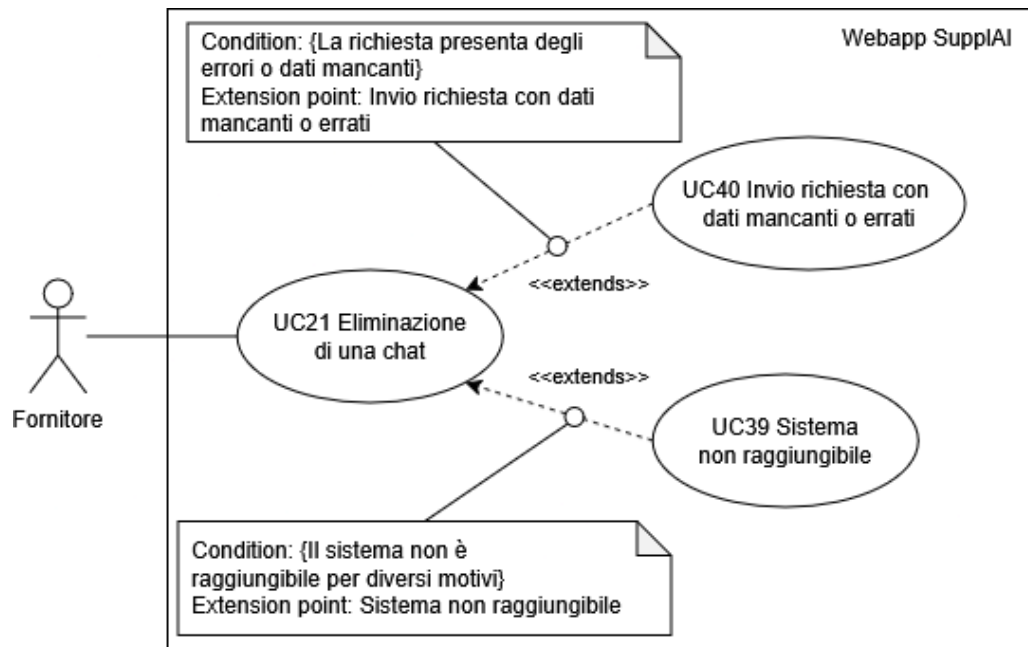 Condition: {La richiesta presenta degli
errori o dati mancanti}
Extension point: Invio richiesta con dati
mancanti o errati
Webapp SupplAI
UC40 Invio richiesta con
dati mancanti o errati
<<extends>>
UC21 Eliminazione
di una chat
Fornitore
<<extends>>
UC39 Sistema
non raggiungibile
Condition: {Il sistema non è
raggiungibile per diversi motivi}
Extension point: Sistema non raggiungibile